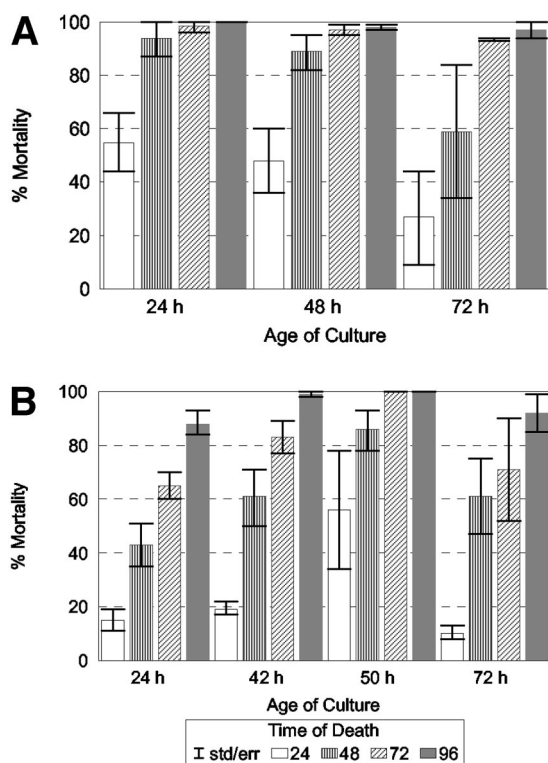 A
% Mortality
100
80
60
40
20
0
24 h 48 h 72 h
Age of Culture
B
% Mortality
100
80
60
40
20
0
24 h 42 h 50 h 72 h
Age of Culture
Time of Death
std/err 24 48 72 96